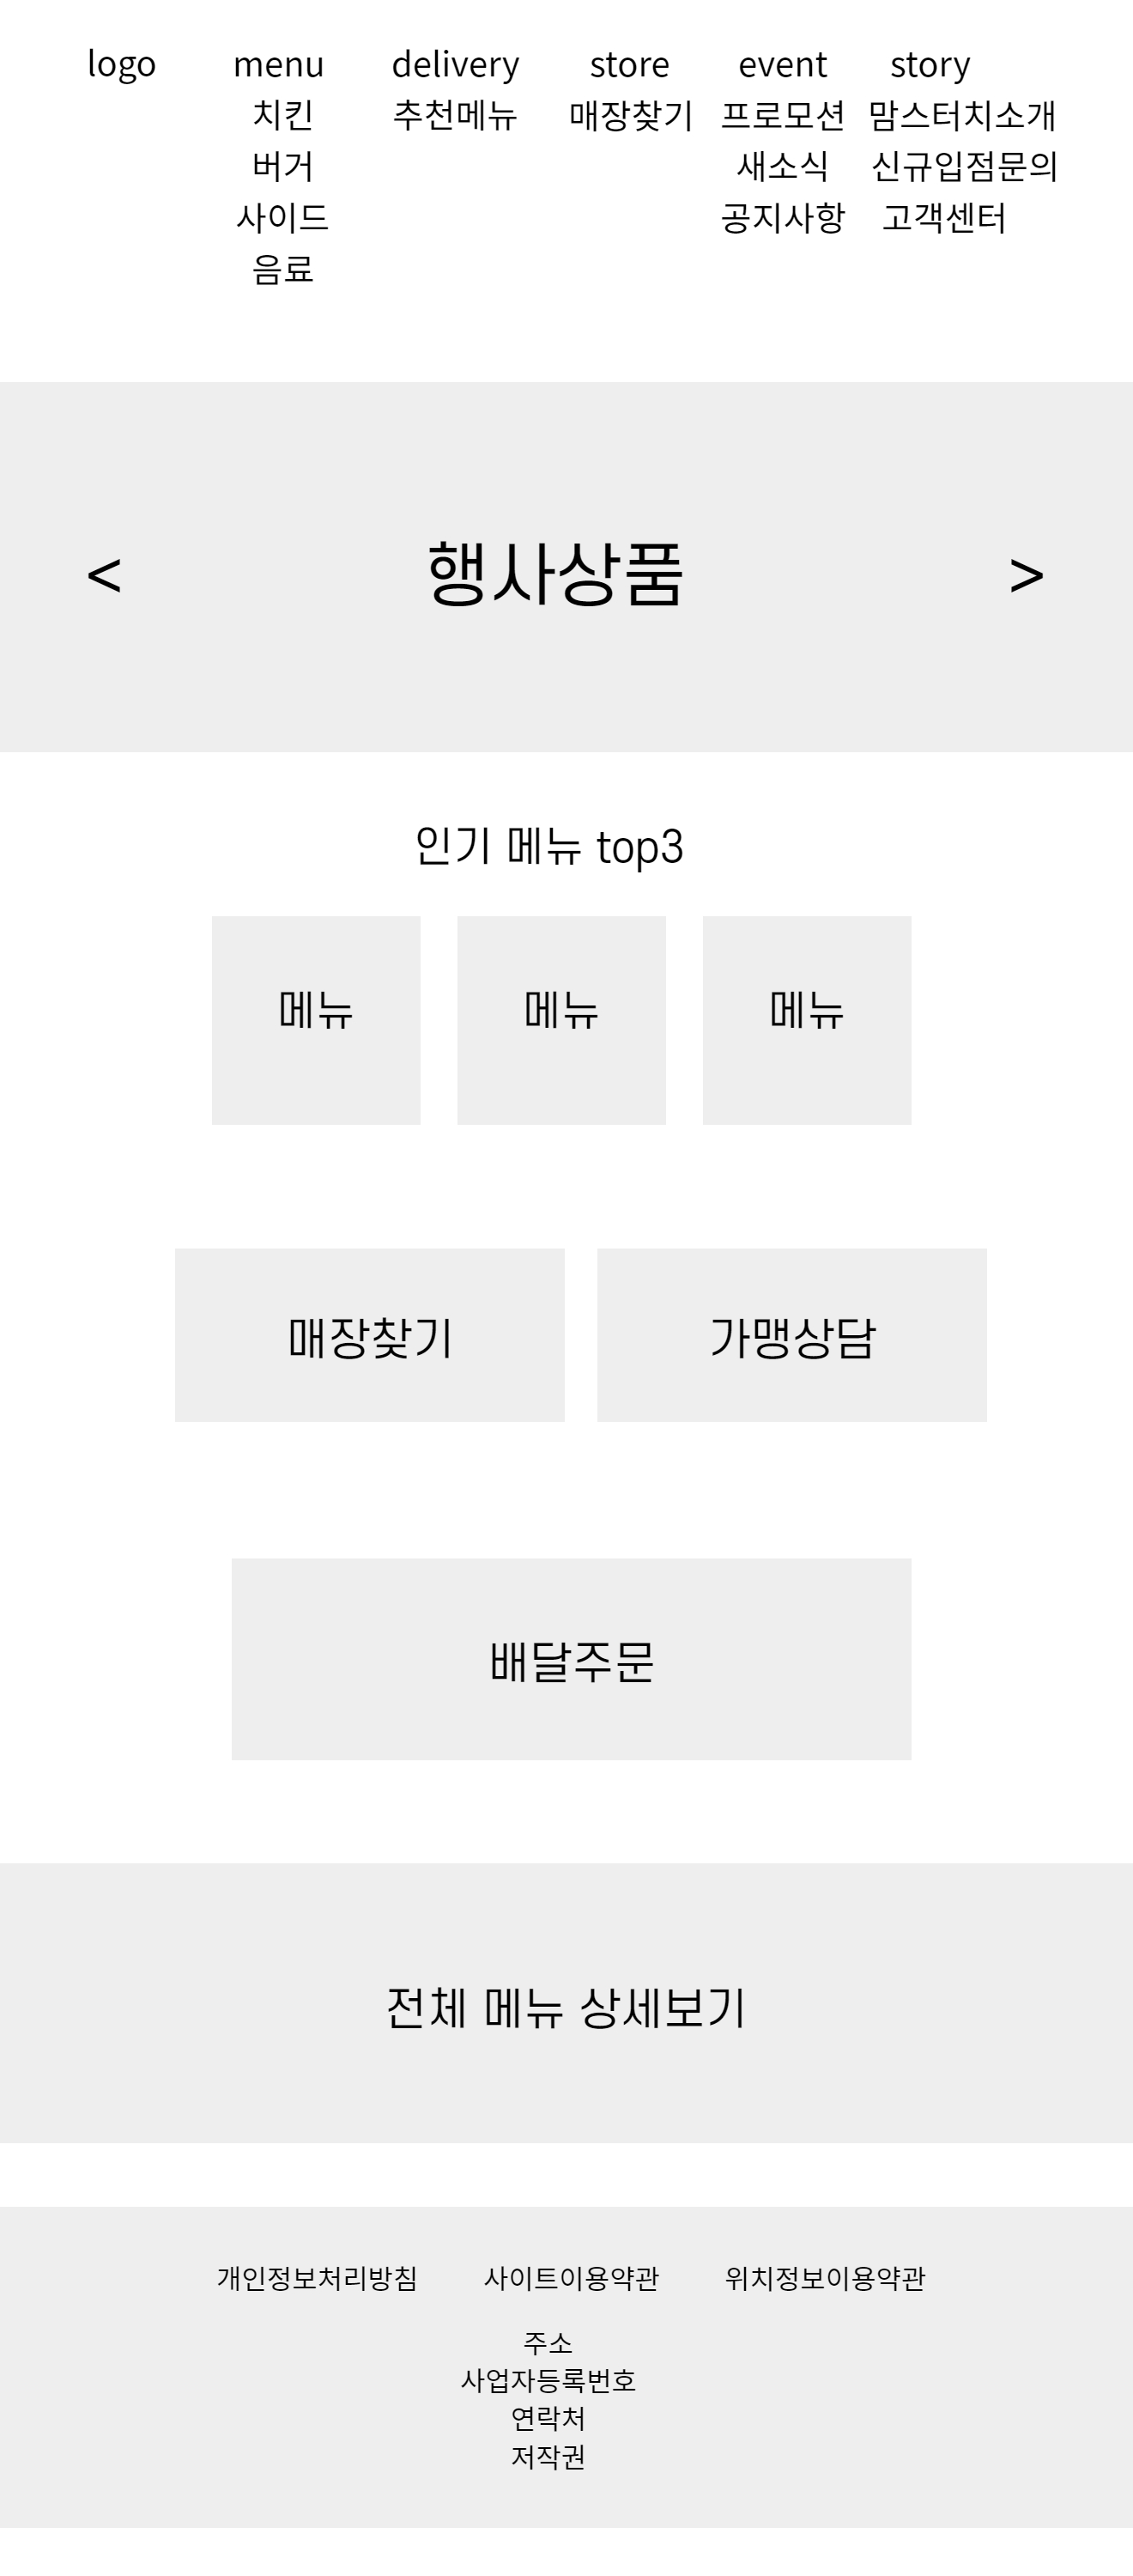 logo menu delivery store event story
치킨 추천메뉴 매장찾기 프로모션 맘스터치소개
버거 새소식 신규입점문의
사이드 공지사항 고객센터
음료
< 행사상품 >
인기 메뉴 top3
메뉴 메뉴 메뉴
매장찾기 가맹상담
배달주문
전체 메뉴 상세보기
개인정보처리방침 사이트이용약관 위치정보이용약관
주소
사업자등록번호
연락처
저작권